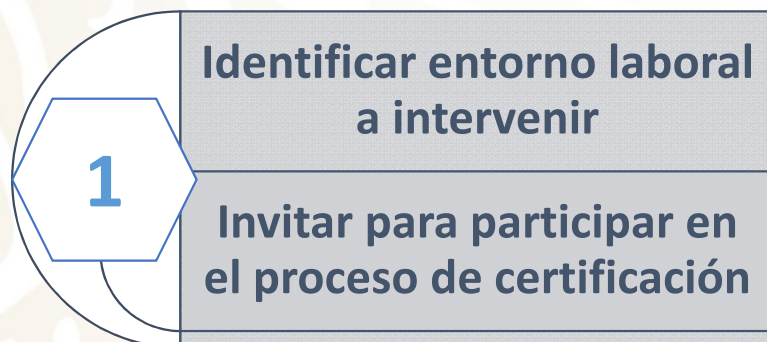 Identificar entorno laboral
a intervenir
1
Invitar para participar en
el proceso de certificación